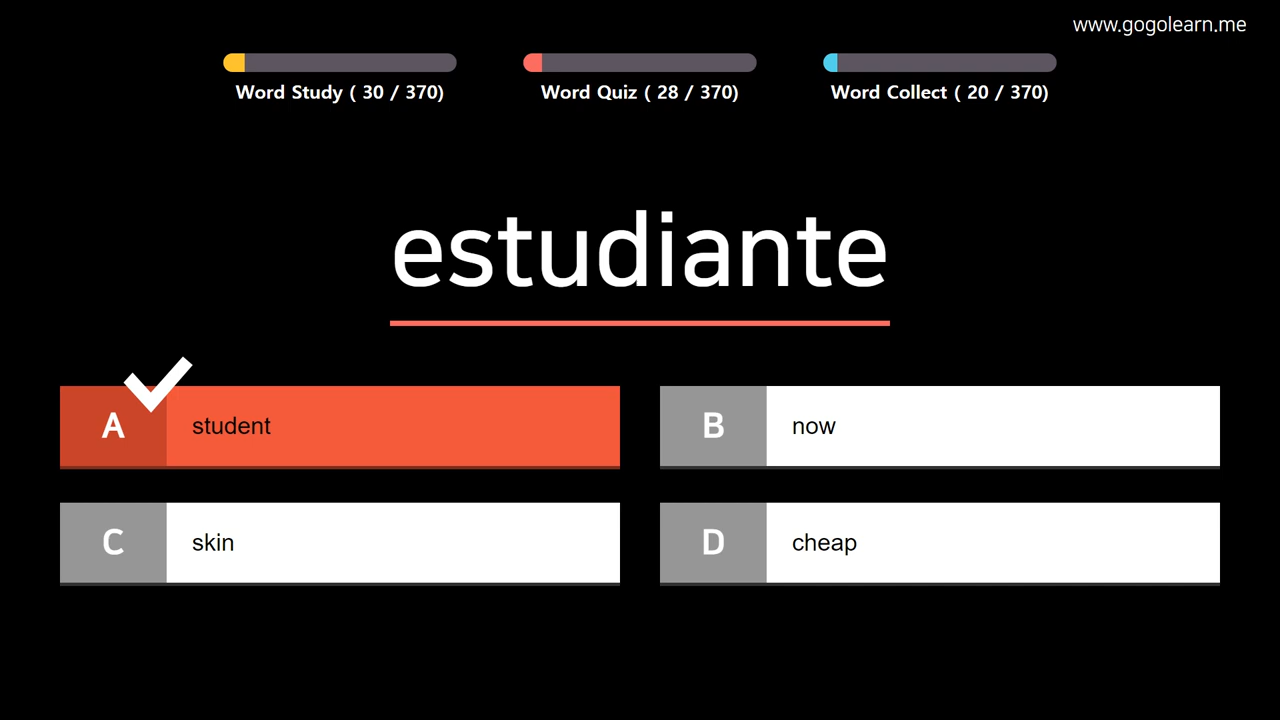 www.gogolearn.me
Word Study ( 30 / 370)
Word Quiz ( 28 / 370)
Word Collect ( 20 / 370)
estudiante
A student
B now
C skin
D cheap